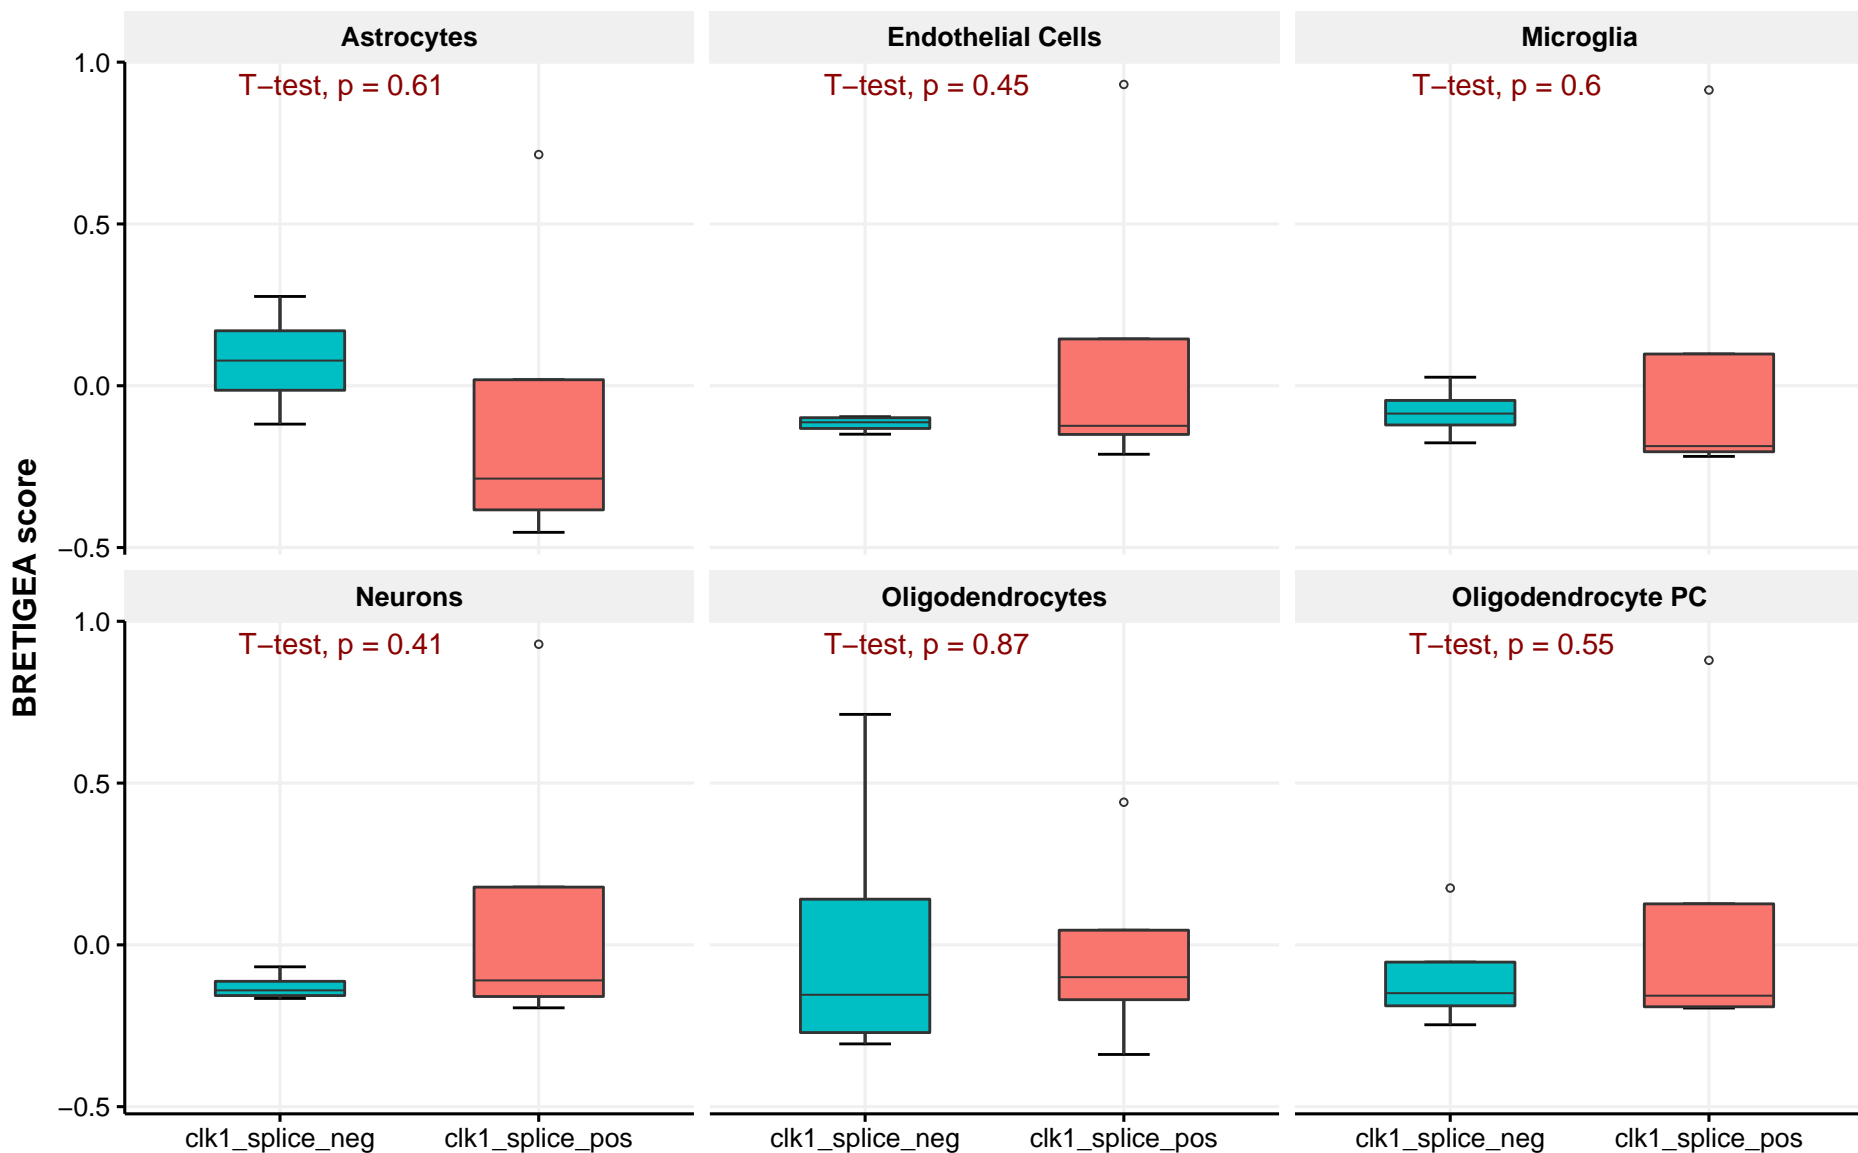 Astrocytes
Endothelial Cells
Microglia
1.0
0.5
0.0
−0.5
T−test, p = 0.61
T−test, p = 0.45
T−test, p = 0.6
BRETIGEA score
Neurons
Oligodendrocytes
Oligodendrocyte PC
1.0
0.5
0.0
−0.5
T−test, p = 0.41
T−test, p = 0.87
T−test, p = 0.55
clk1_splice_neg
clk1_splice_pos
clk1_splice_neg
clk1_splice_pos
clk1_splice_neg
clk1_splice_pos